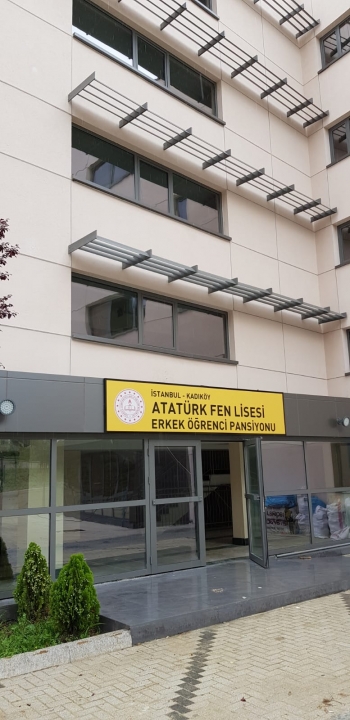 İSTANBUL - KADIKÖY
ATATÜRK FEN LİSESİ
ERKEK ÖĞRENCİ PANSİYONU